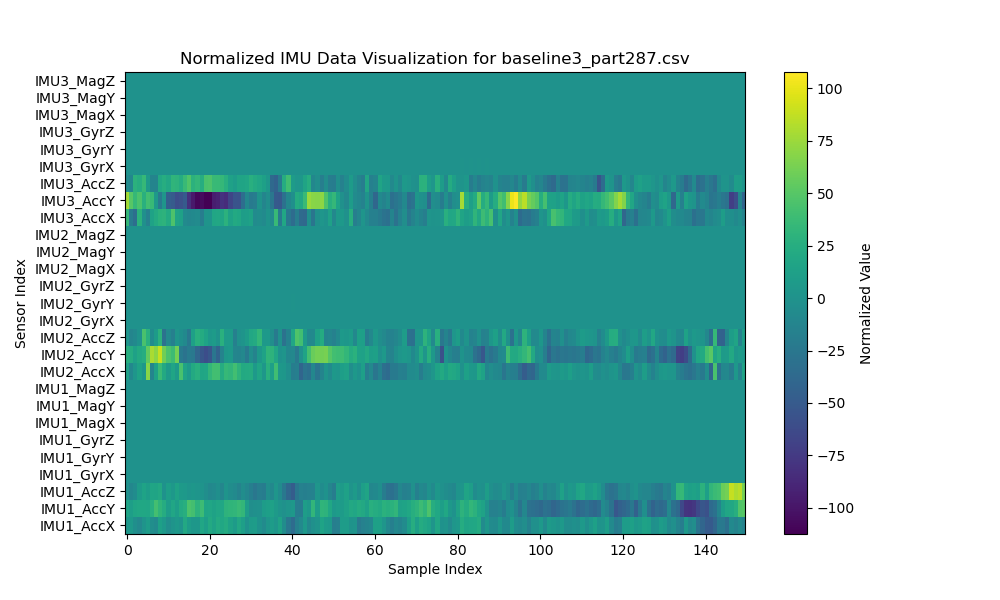 Normalized IMU Data Visualization for baseline3_part287.csv
IMU3_MagZ
IMU3_MagY
IMU3_MagX
IMU3_GyrZ
IMU3_GyrY
IMU3_GyrX
IMU3_AccZ
IMU3_AccY
IMU3_AccX
IMU2_MagZ
IMU2_MagY
IMU2_MagX
IMU2_GyrZ
IMU2_GyrY
IMU2_GyrX
IMU2_AccZ
IMU2_AccY
IMU2_AccX
IMU1_MagZ
IMU1_MagY
IMU1_MagX
IMU1_GyrZ
IMU1_GyrY
IMU1_GyrX
IMU1_AccZ
IMU1_AccY
IMU1_AccX
Sensor Index
0 20 40 60 80 100 120 140
Sample Index
100
75
50
25
0
−25
−50
−75
−100
Normalized Value